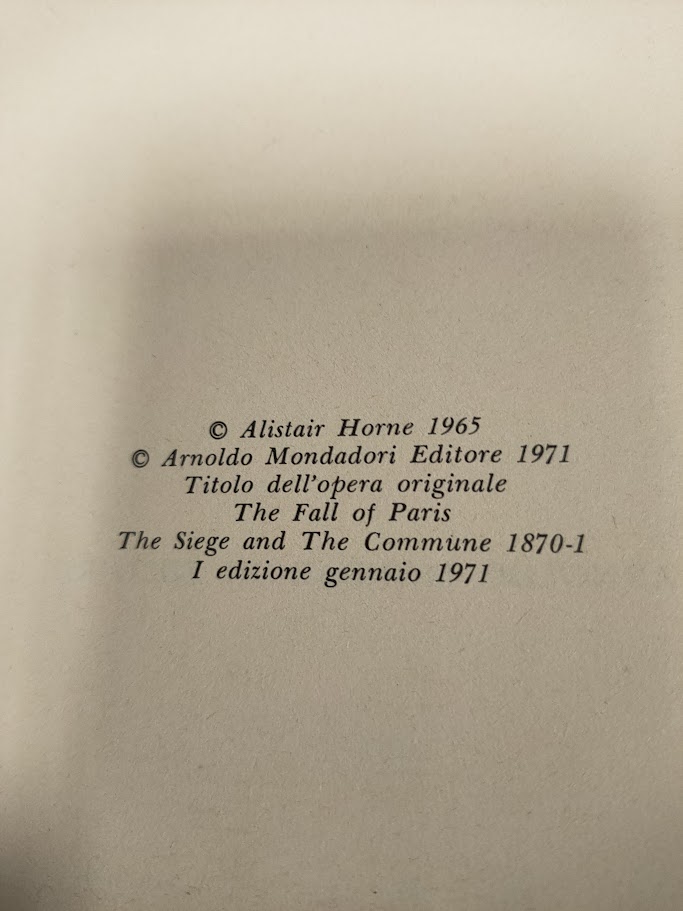 © Alistair Horne 1965
© Arnoldo Mondadori Editore 1971
Titolo dell'opera originale
The Fall of Paris
The Siege and The Commune 1870-1
I edizione gennaio 1971